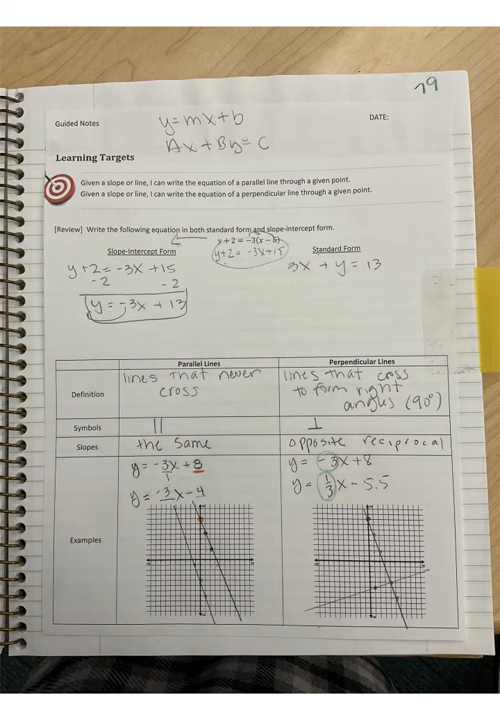 79
Guided Notes
y=mx+b
DATE:
Ax+By=C
Learning Targets
Given a slope or line, I can write the equation of a parallel line through a given point.
Given a slope or line, I can write the equation of a perpendicular line through a given point.
[Review] Write the following equation in both standard form and slope-intercept form.
y + 2 = −3(x − 5)
Slope-Intercept Form
y+2= -3x+15
Standard Form
y+2=-3x+15
3x + y = 13
-2 -2
y=-3x+13
Parallel Lines
Perpendicular Lines
Definition
lines that never
cross
lines that cross
to form right
angles (90°)
Symbols
||
⊥
Slopes
the same
opposite reciprocal
Examples
y= -3x+8
1
y= -3x-4
y= -3x+8
y= 1/3x-5.5